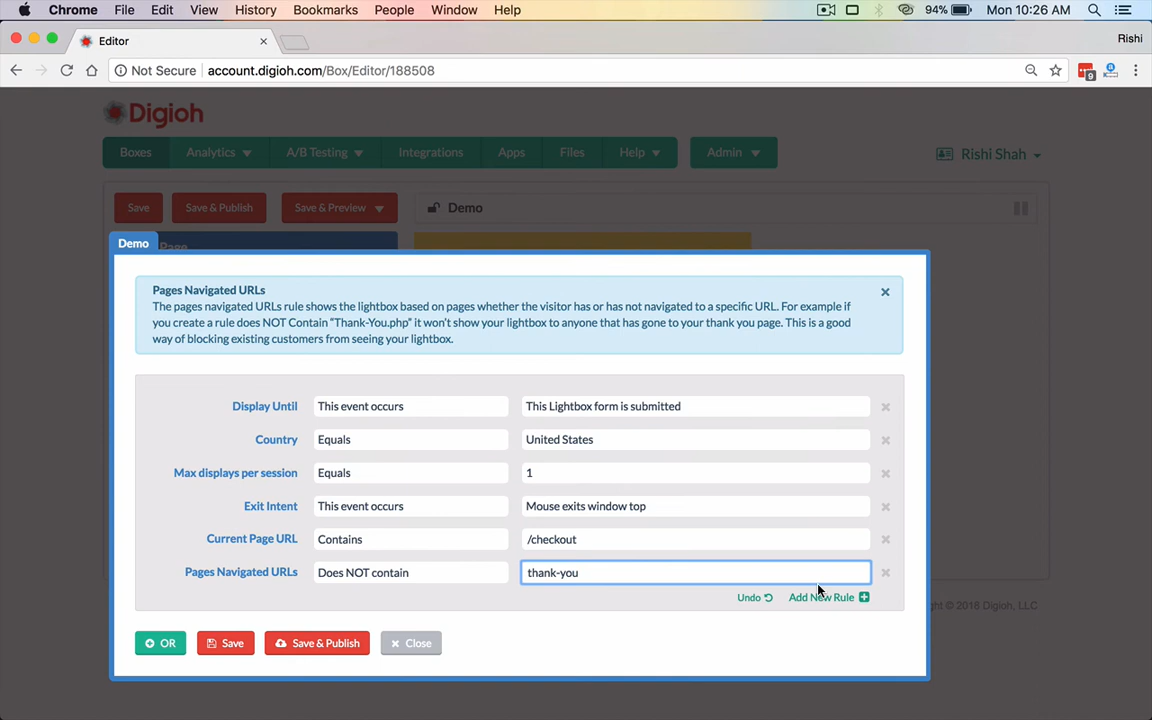 Chrome File Edit View History Bookmarks People Window Help 94% Mon 10:26 AM
Editor
Rishi
Not Secure account.digioh.com/Box/Editor/188508
9
Digioh
Boxes Analytics A/B Testing Integrations Apps Files Help Admin Rishi Shah
Save Save & Publish Save & Preview Demo
Demo Page
Pages Navigated URLs
The pages navigated URLs rule shows the lightbox based on pages whether the visitor has or has not navigated to a specific URL. For example if
you create a rule does NOT Contain "Thank-You.php" it won't show your lightbox to anyone that has gone to your thank you page. This is a good
way of blocking existing customers from seeing your lightbox.
Display Until This event occurs This Lightbox form is submitted
Country Equals United States
Max displays per session Equals 1
Exit Intent This event occurs Mouse exits window top
Current Page URL Contains /checkout
Pages Navigated URLs Does NOT contain thank-you
Undo Add New Rule
ght © 2018 Digioh, LLC
OR Save Save & Publish Close